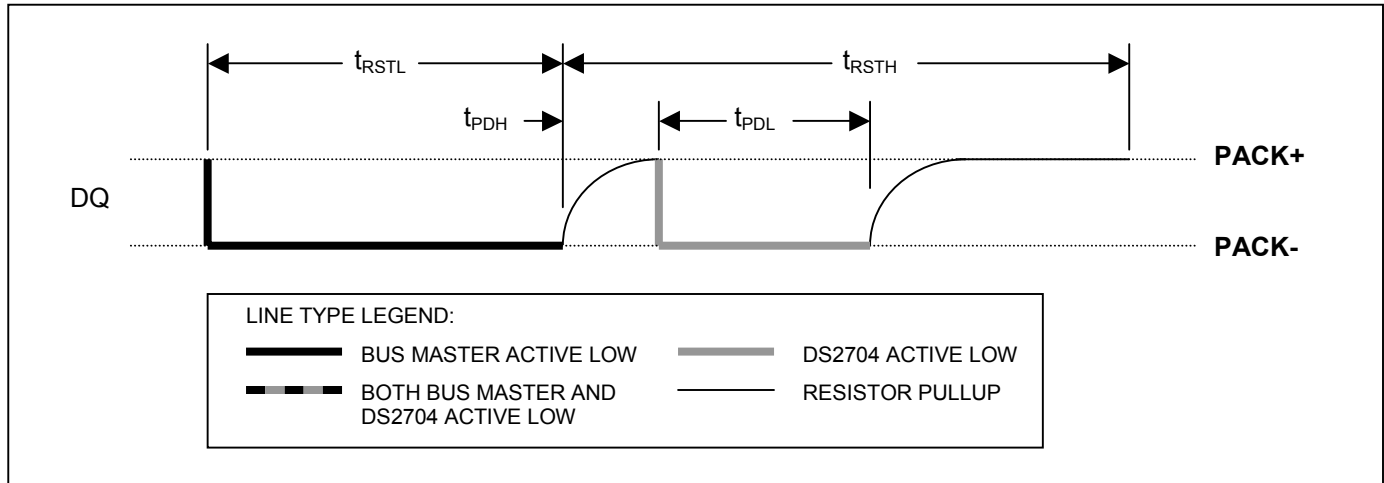 tRSTL
tRSTH
tPDH
tPDL
PACK+
DQ
PACK-
LINE TYPE LEGEND:
BUS MASTER ACTIVE LOW
DS2704 ACTIVE LOW
BOTH BUS MASTER AND
DS2704 ACTIVE LOW
RESISTOR PULLUP